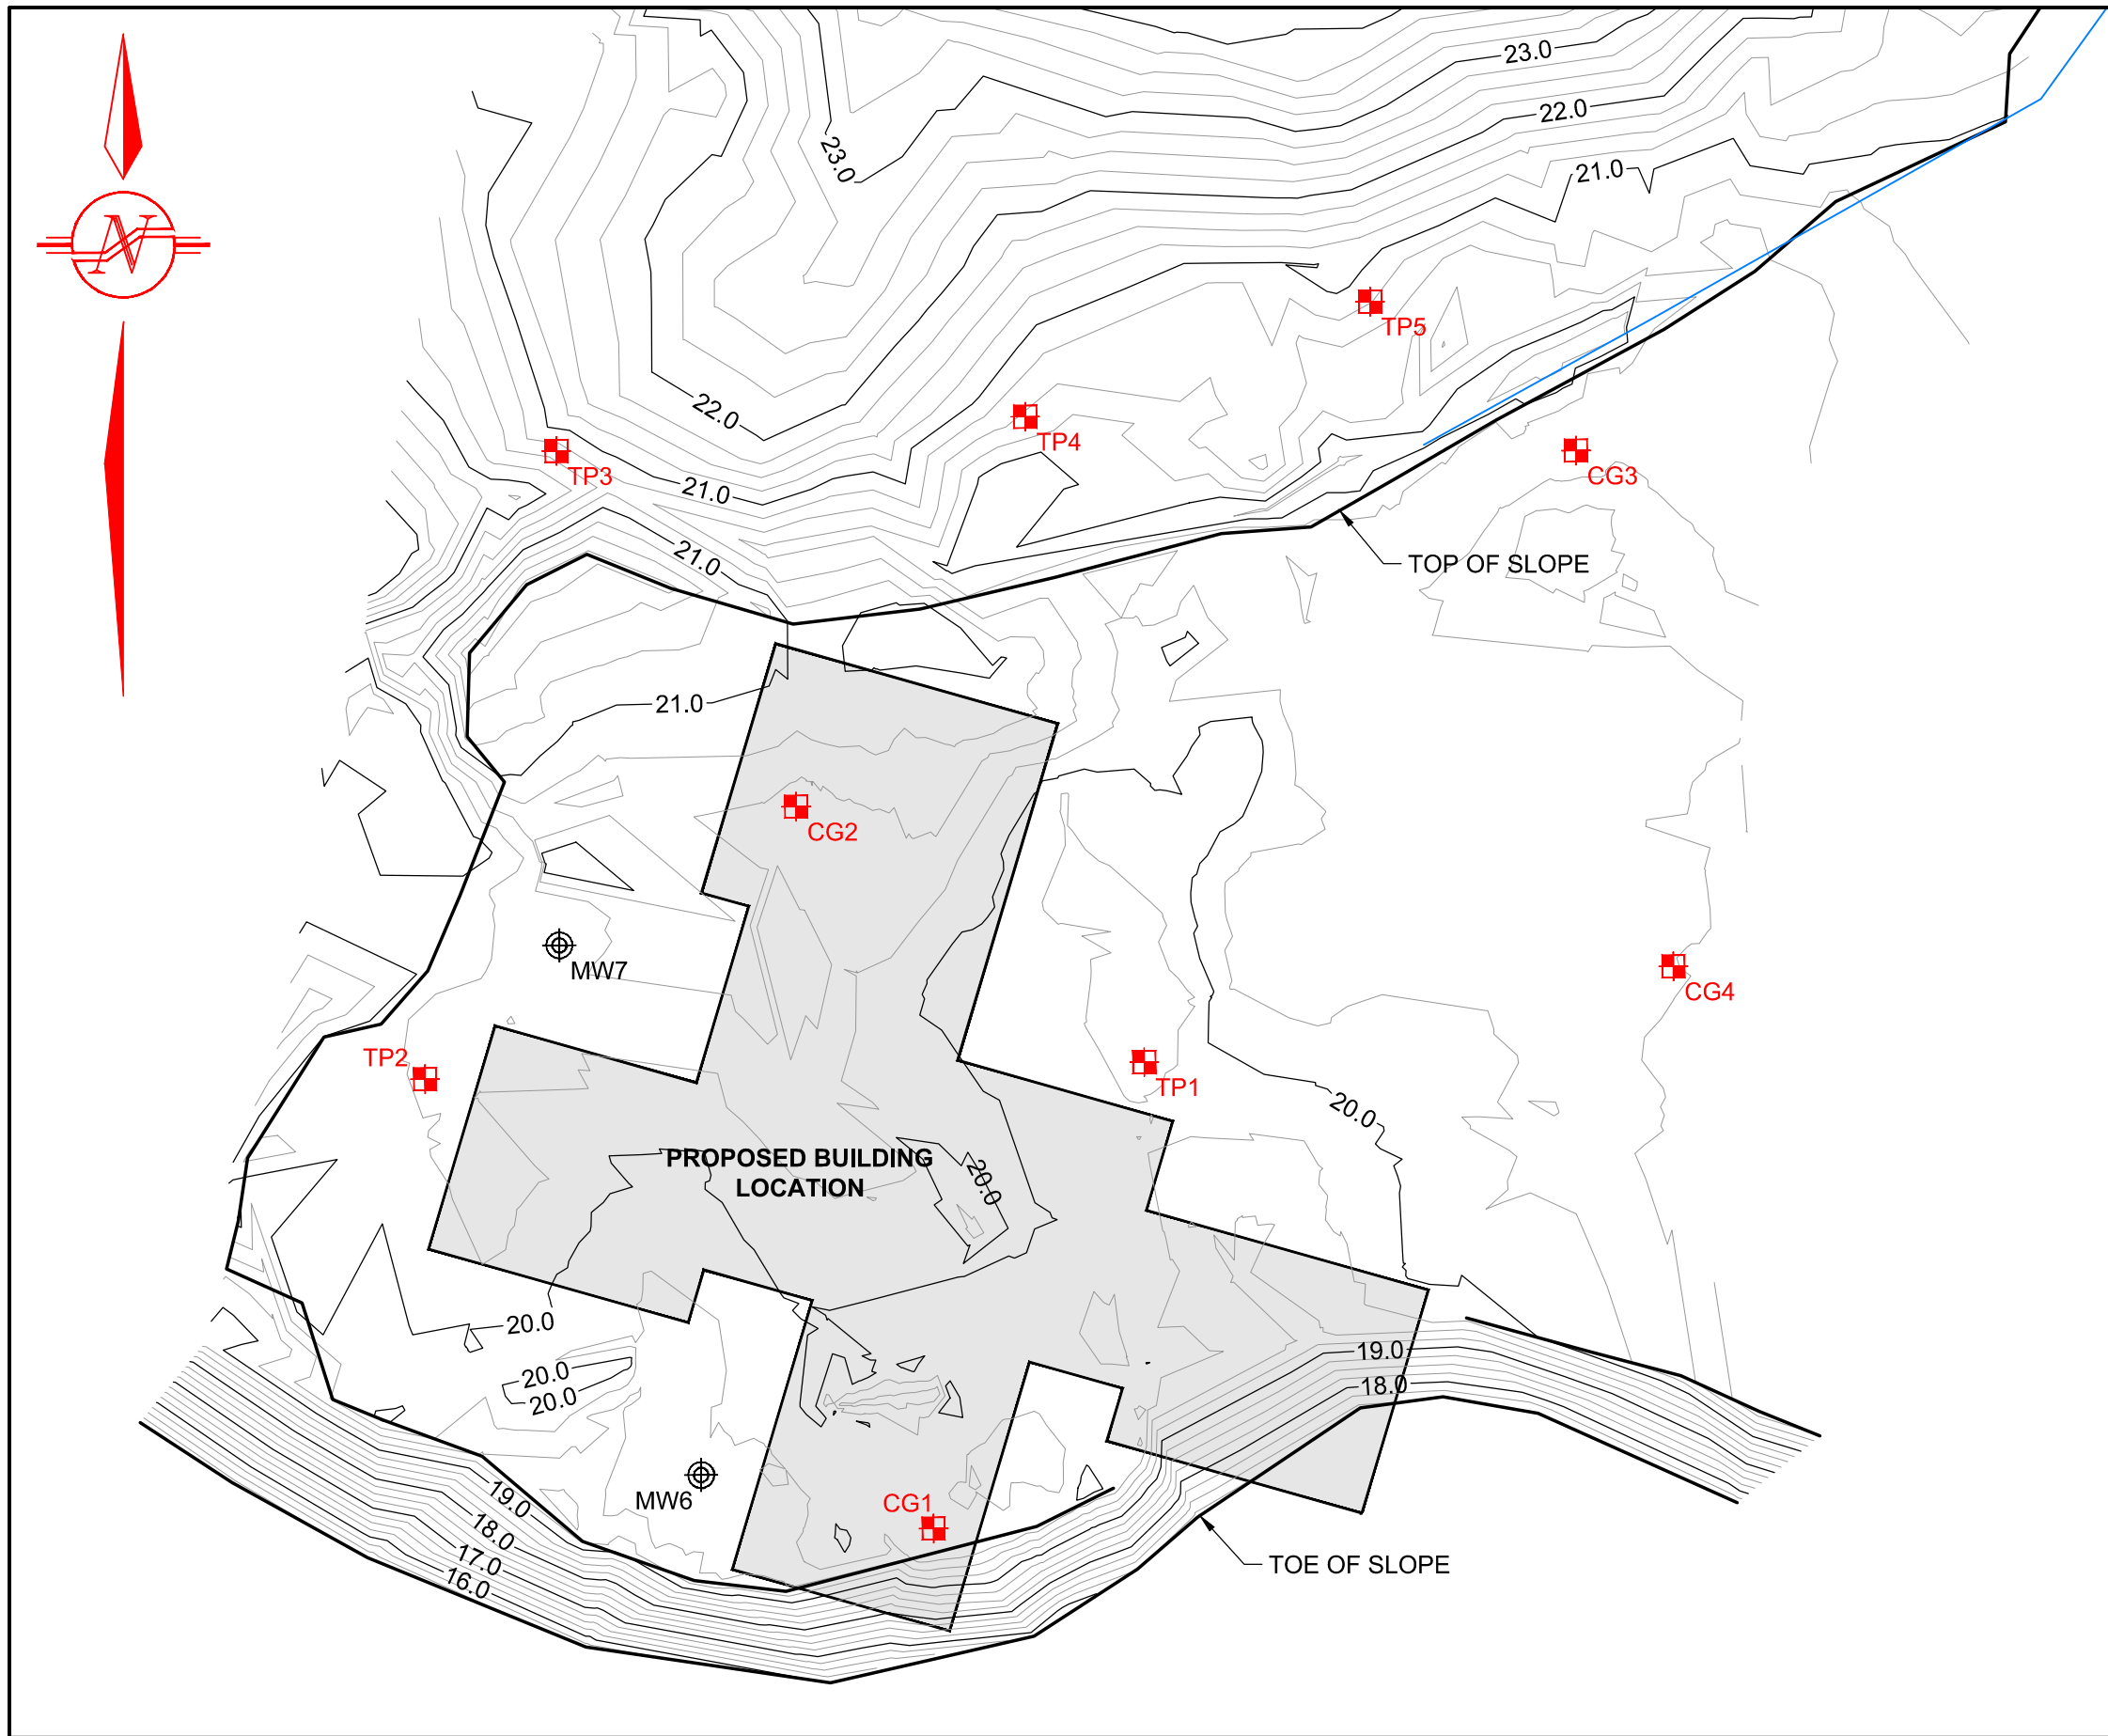 23.0
22.0
23.0
21.0
N
TP5
22.0
TP4
TP3
CG3
21.0
21.0
TOP OF SLOPE
21.0
CG2
MW7
CG4
TP2
TP1
20.0
PROPOSED BUILDING
LOCATION
20.0
20.0
19.0
20.0
18.0
20.0
19.0
MW6
CG1
18.0
17.0
TOE OF SLOPE
16.0